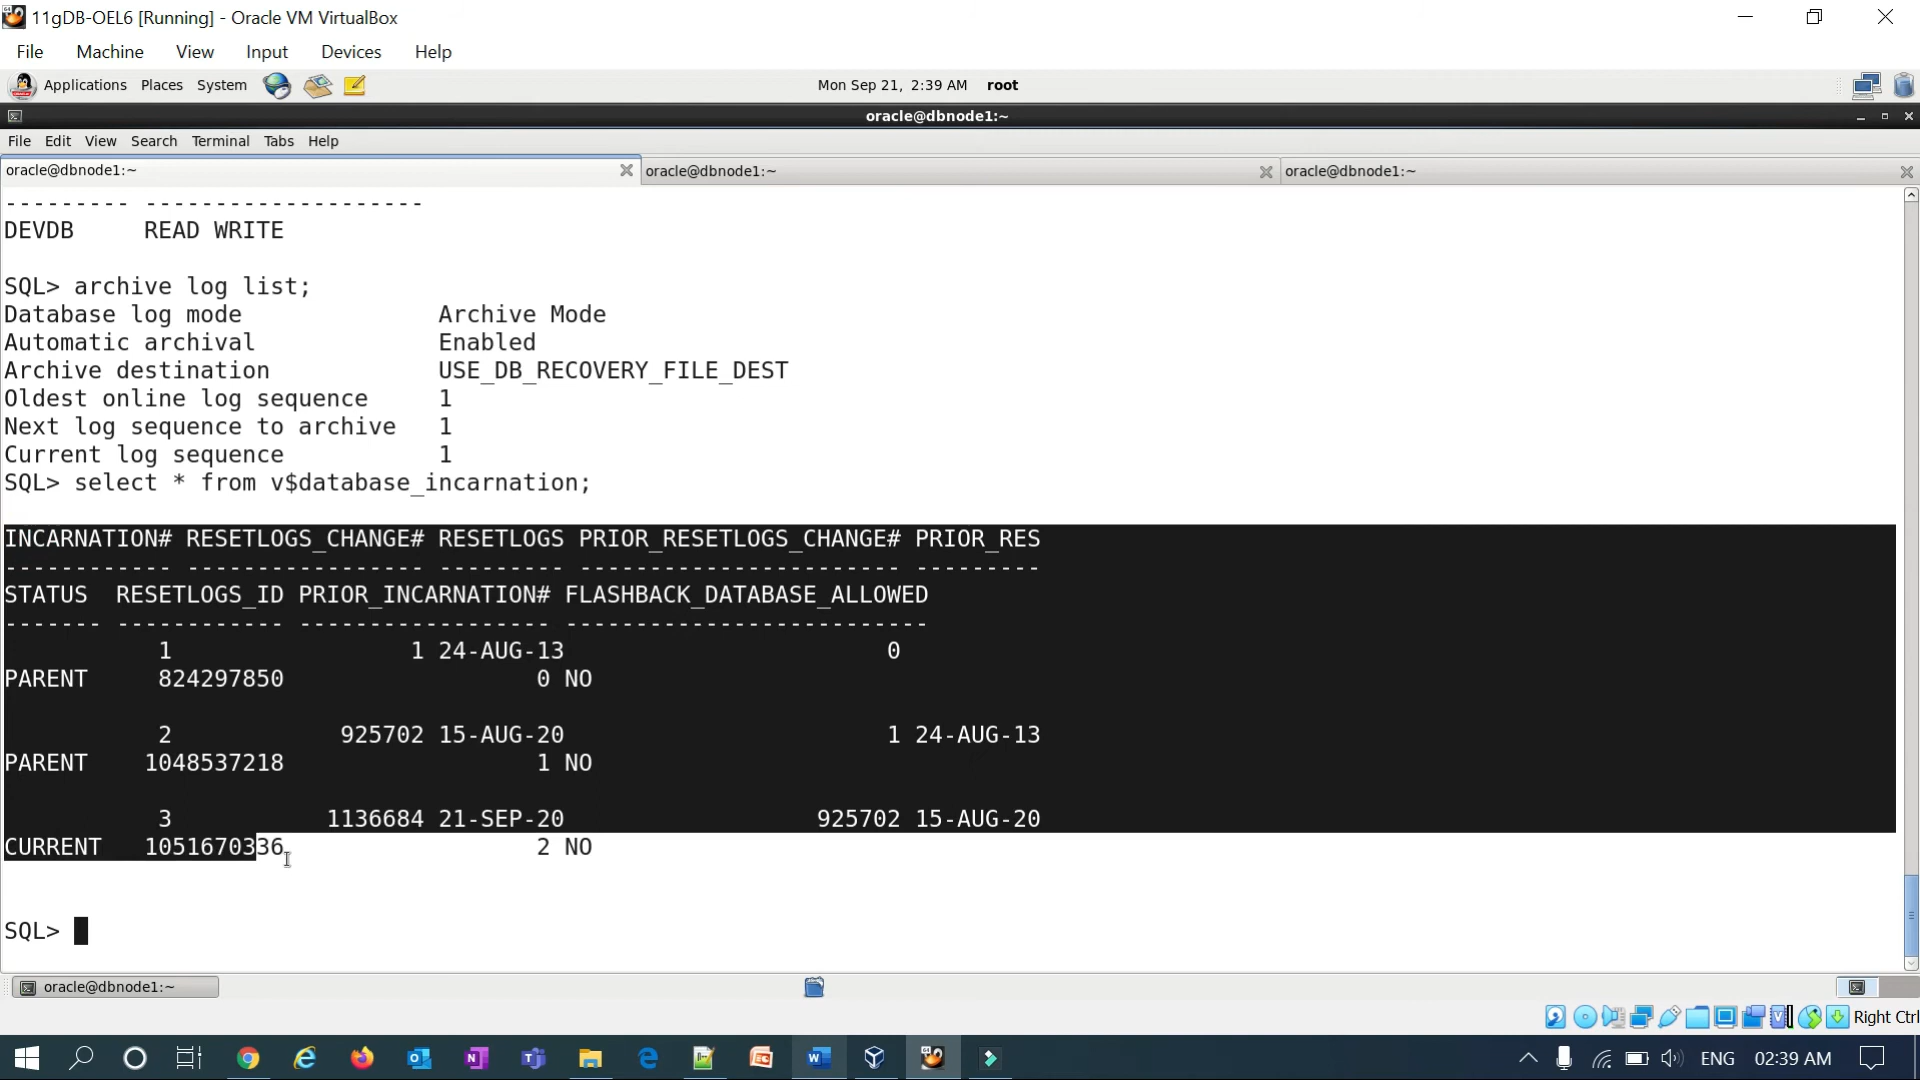 11gDB-OEL6 [Running] - Oracle VM VirtualBox
File Machine View Input Devices Help
Applications Places System Mon Sep 21, 2:39 AM root
oracle@dbnode1:~
File Edit View Search Terminal Tabs Help
oracle@dbnode1:~ oracle@dbnode1:~ oracle@dbnode1:~
--------- --------------------
DEVDB     READ WRITE
SQL> archive log list;
Database log mode              Archive Mode
Automatic archival             Enabled
Archive destination            USE_DB_RECOVERY_FILE_DEST
Oldest online log sequence     1
Next log sequence to archive   1
Current log sequence           1
SQL> select * from v$database_incarnation;
INCARNATION# RESETLOGS_CHANGE# RESETLOGS PRIOR_RESETLOGS_CHANGE# PRIOR_RES
------------ ----------------- --------- ----------------------- ---------
STATUS  RESETLOGS_ID PRIOR_INCARNATION# FLASHBACK_DATABASE_ALLOWED
------- ------------ ------------------ --------------------------
           1                 1 24-AUG-13                       0
PARENT     824297850                  0 NO
           2            925702 15-AUG-20                       1 24-AUG-13
PARENT    1048537218                  1 NO
           3           1136684 21-SEP-20                  925702 15-AUG-20
CURRENT   1051670336                  2 NO
SQL>
oracle@dbnode1:~
Right Ctrl
ENG 02:39 AM